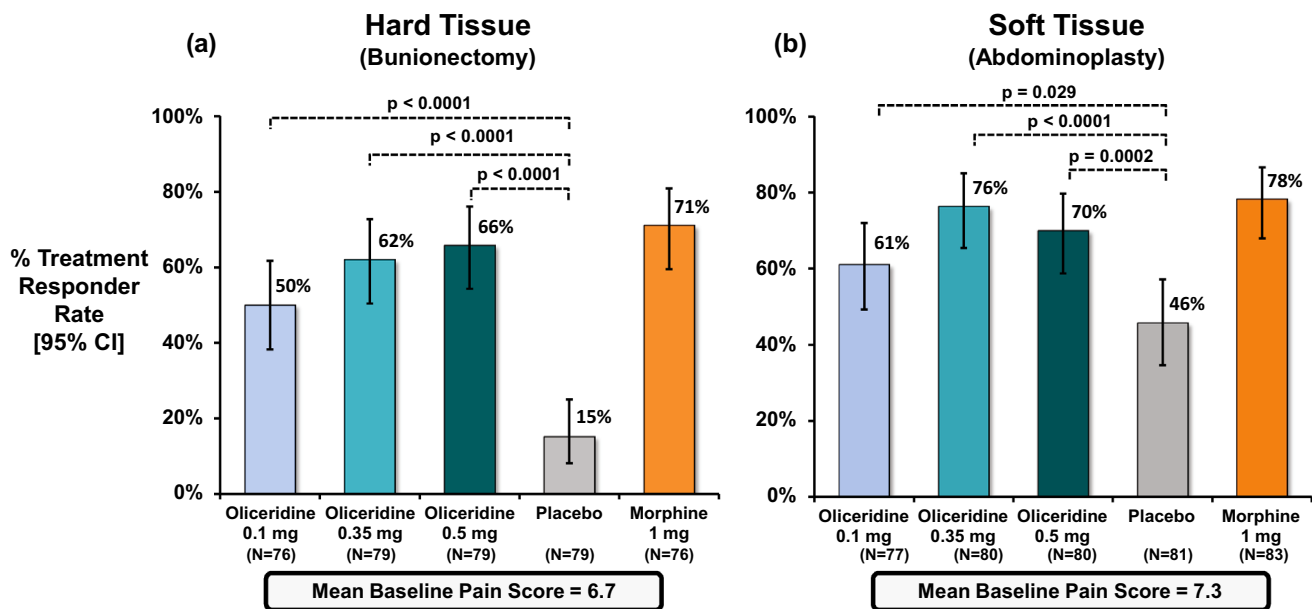 (a)
Hard Tissue
(Bunionectomy)
% Treatment
Responder
Rate
[95% CI]
100%
80%
60%
40%
20%
0%
p < 0.0001
p < 0.0001
p < 0.0001
50%
62%
66%
15%
71%
Oliceridine
0.1 mg
(N=76)
Oliceridine
0.35 mg
(N=79)
Oliceridine
0.5 mg
(N=79)
Placebo
(N=79)
Morphine
1 mg
(N=76)
Mean Baseline Pain Score = 6.7
(b)
Soft Tissue
(Abdominoplasty)
100%
80%
60%
40%
20%
0%
p = 0.029
p < 0.0001
p = 0.0002
61%
76%
70%
46%
78%
Oliceridine
0.1 mg
(N=77)
Oliceridine
0.35 mg
(N=80)
Oliceridine
0.5 mg
(N=80)
Placebo
(N=81)
Morphine
1 mg
(N=83)
Mean Baseline Pain Score = 7.3